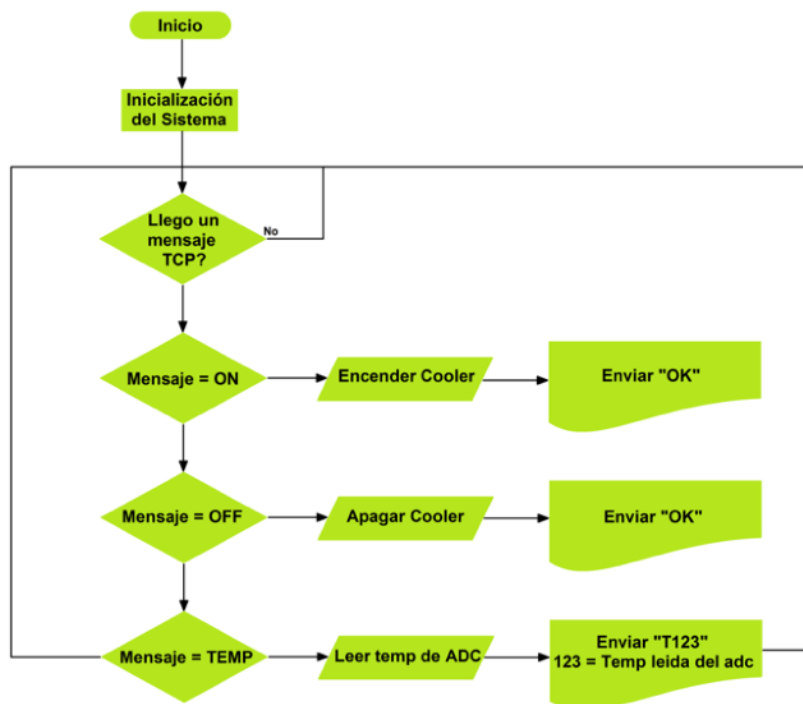 Inicio
Inicialización
del Sistema
Llego un
mensaje
TCP?
No
Mensaje = ON
Encender Cooler
Enviar "OK"
Mensaje = OFF
Apagar Cooler
Enviar "OK"
Mensaje = TEMP
Leer temp de ADC
Enviar "T123"
123 = Temp leida del adc